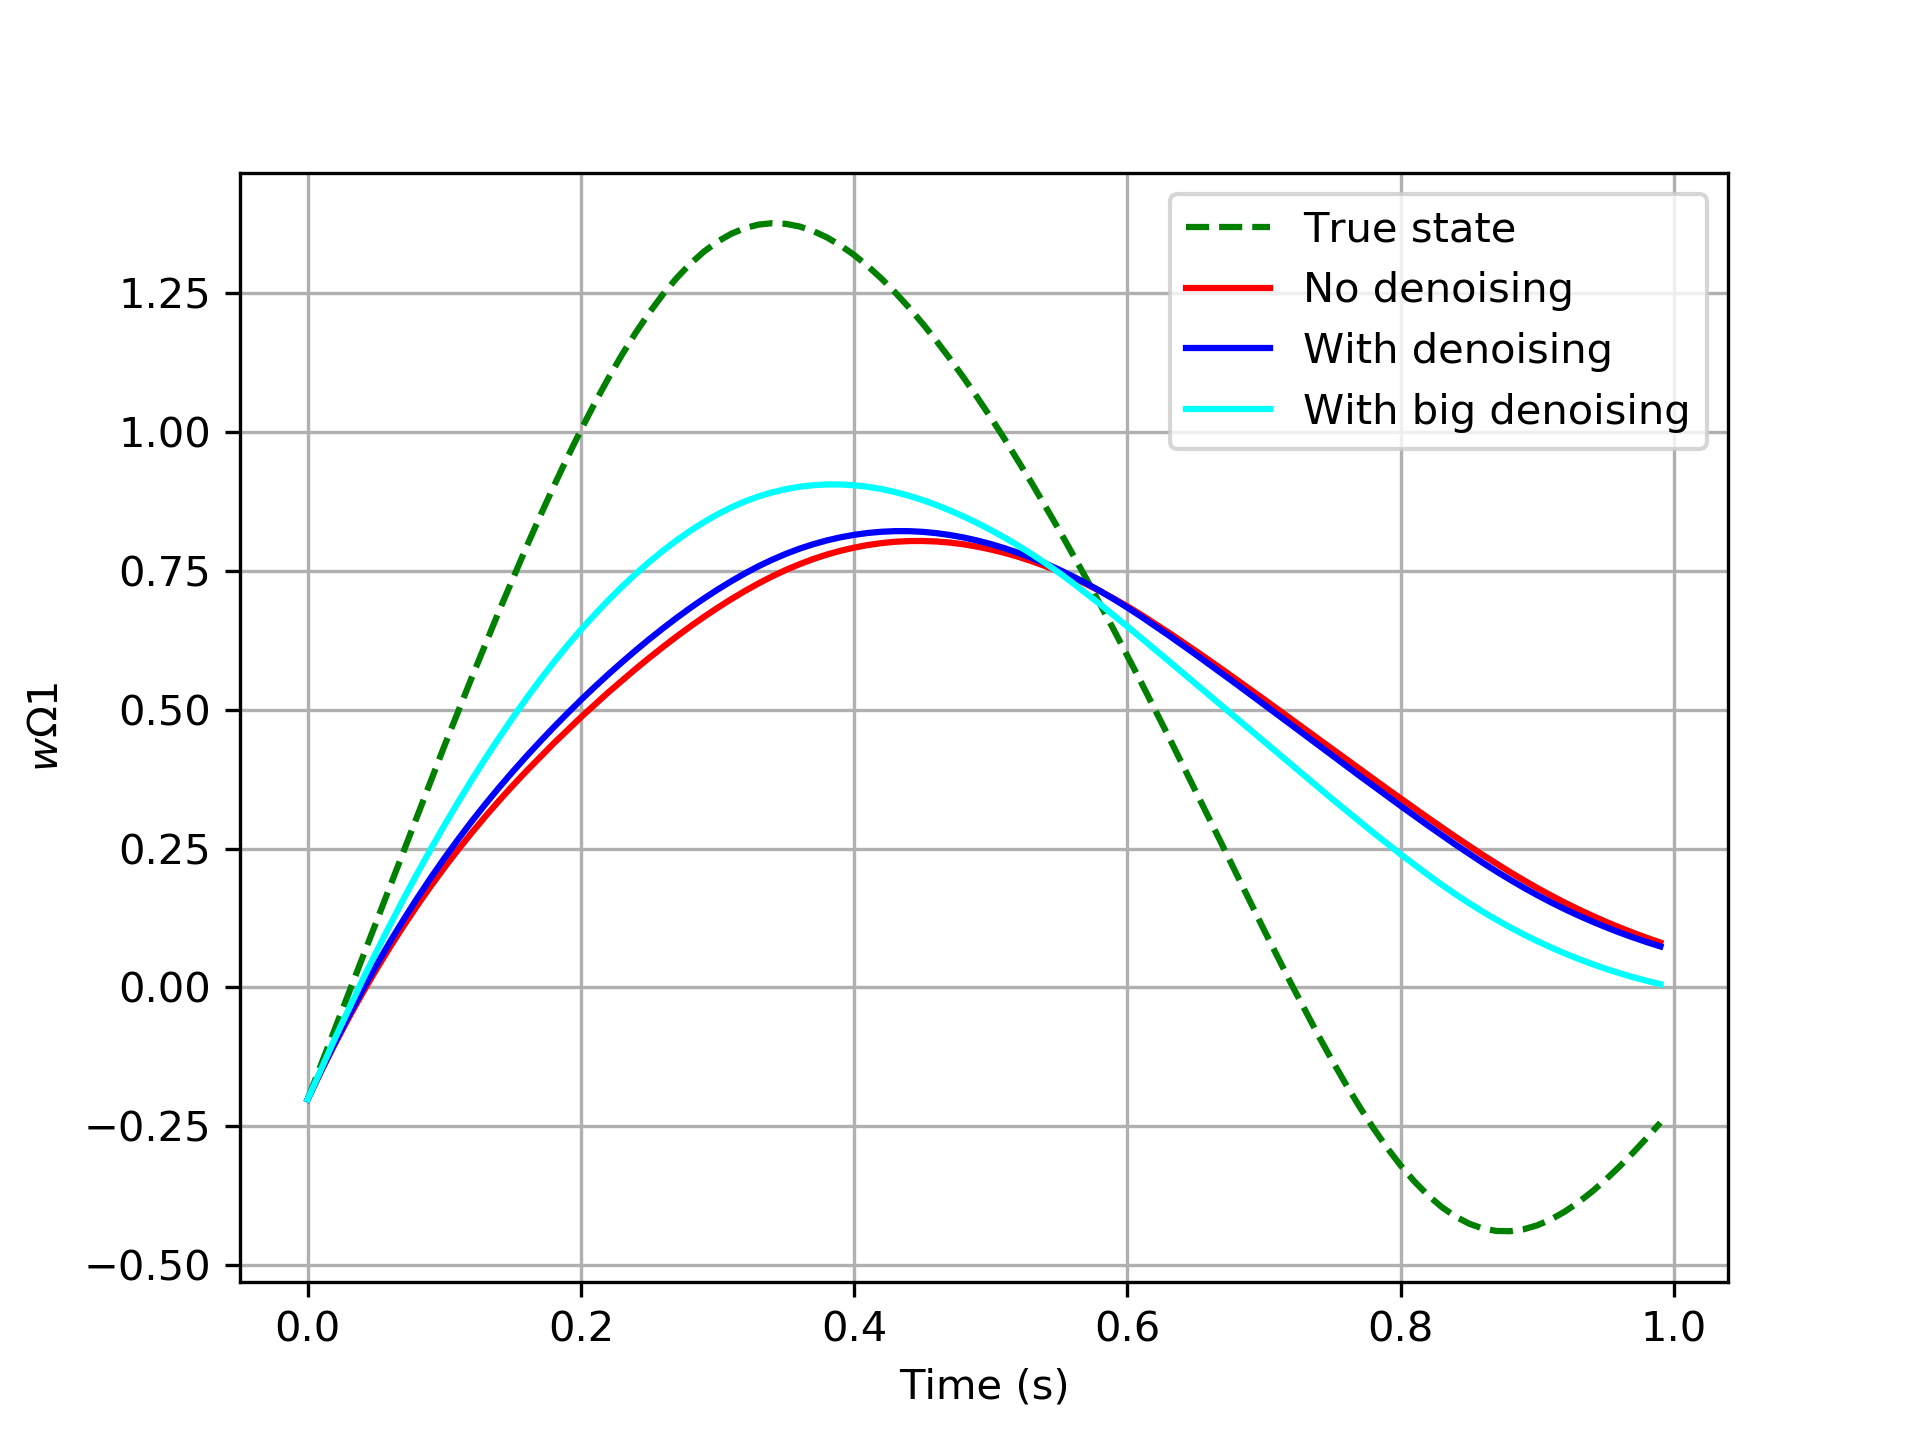 True state
No denoising
With denoising
With big denoising
1.25
1.00
0.75
0.50
0.25
0.00
−0.25
−0.50
wΩ1
0.0 0.2 0.4 0.6 0.8 1.0
Time (s)